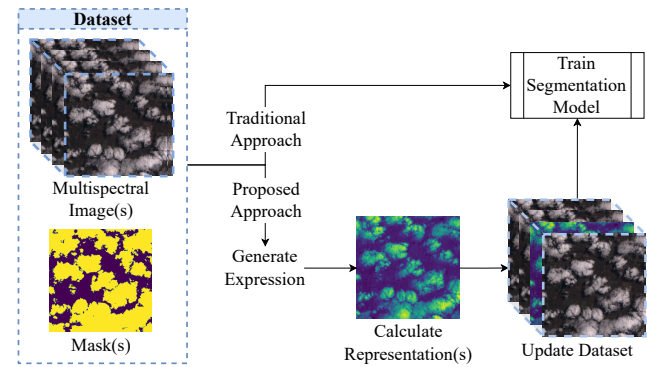 Dataset
Multispectral
Image(s)
Mask(s)
Traditional
Approach
Proposed
Approach
Generate
Expression
Calculate
Representation(s)
Update Dataset
Train
Segmentation
Model